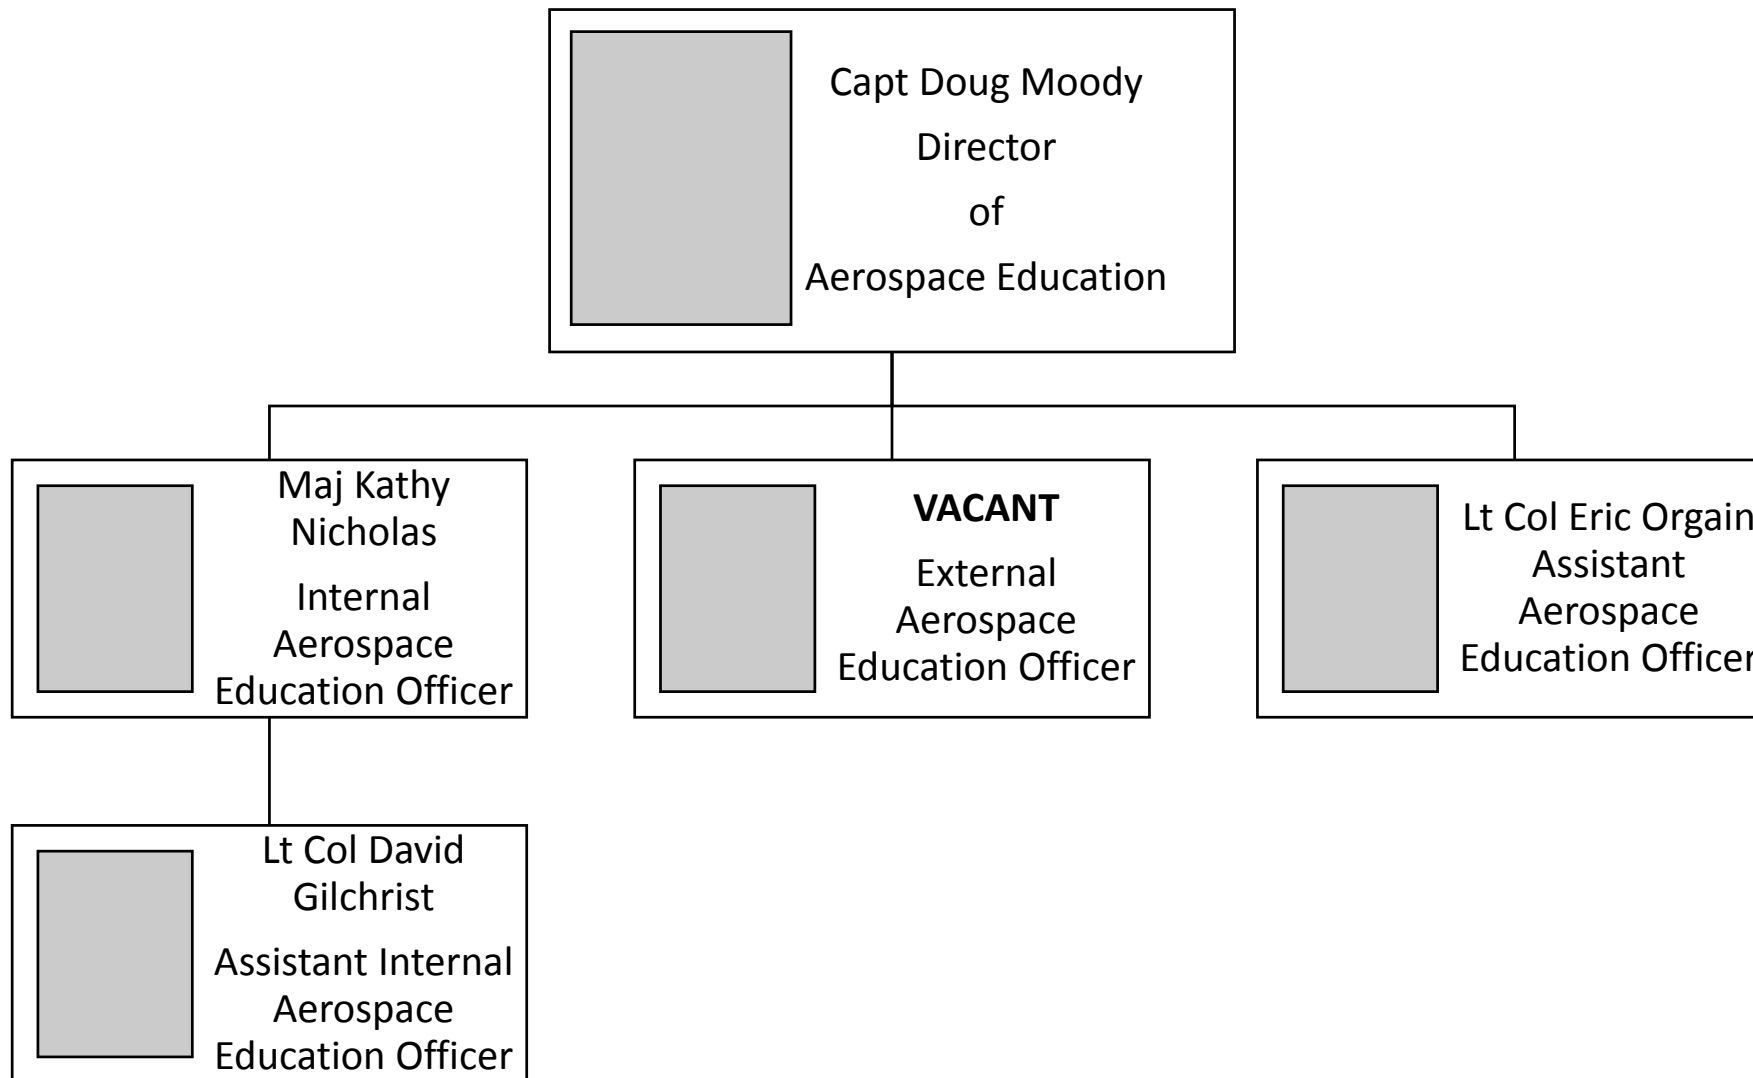 Capt Doug Moody
Director
of
Aerospace Education
Maj Kathy
Nicholas
Internal
Aerospace
Education Officer
VACANT
External
Aerospace
Education Officer
Lt Col Eric Orgain
Assistant
Aerospace
Education Officer
Lt Col David
Gilchrist
Assistant Internal
Aerospace
Education Officer